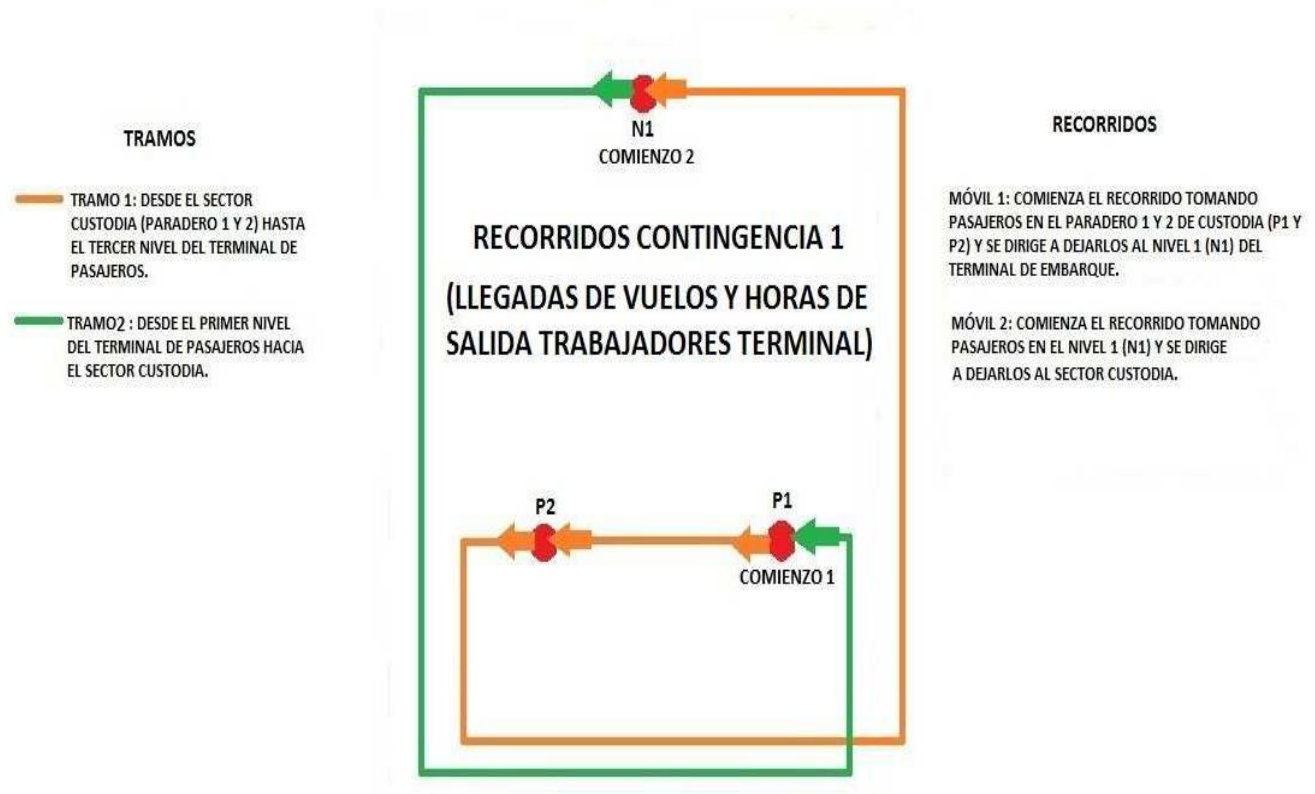 TRAMOS
TRAMO 1: DESDE EL SECTOR
CUSTODIA (PARADERO 1 Y 2) HASTA
EL TERCER NIVEL DEL TERMINAL DE
PASAJEROS.
TRAMO2 : DESDE EL PRIMER NIVEL
DEL TERMINAL DE PASAJEROS HACIA
EL SECTOR CUSTODIA.
N1
COMIENZO 2
RECORRIDOS CONTINGENCIA 1
(LLEGADAS DE VUELOS Y HORAS DE
SALIDA TRABAJADORES TERMINAL)
P2
P1
COMIENZO 1
RECORRIDOS
MÓVIL 1: COMIENZA EL RECORRIDO TOMANDO
PASAJEROS EN EL PARADERO 1 Y 2 DE CUSTODIA (P1 Y
P2) Y SE DIRIGE A DEJARLOS AL NIVEL 1 (N1) DEL
TERMINAL DE EMBARQUE.
MÓVIL 2: COMIENZA EL RECORRIDO TOMANDO
PASAJEROS EN EL NIVEL 1 (N1) Y SE DIRIGE
A DEJARLOS AL SECTOR CUSTODIA.